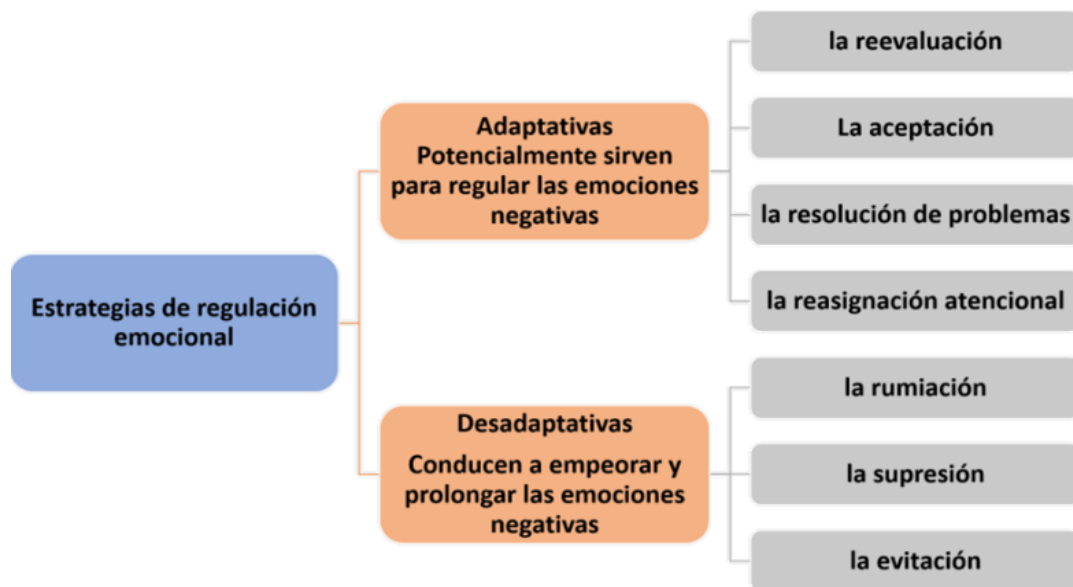 Estrategias de regulación
emocional
Adaptativas
Potencialmente sirven
para regular las emociones
negativas
la reevaluación
La aceptación
la resolución de problemas
la reasignación atencional
Desadaptativas
Conducen a empeorar y
prolongar las emociones
negativas
la rumiación
la supresión
la evitación